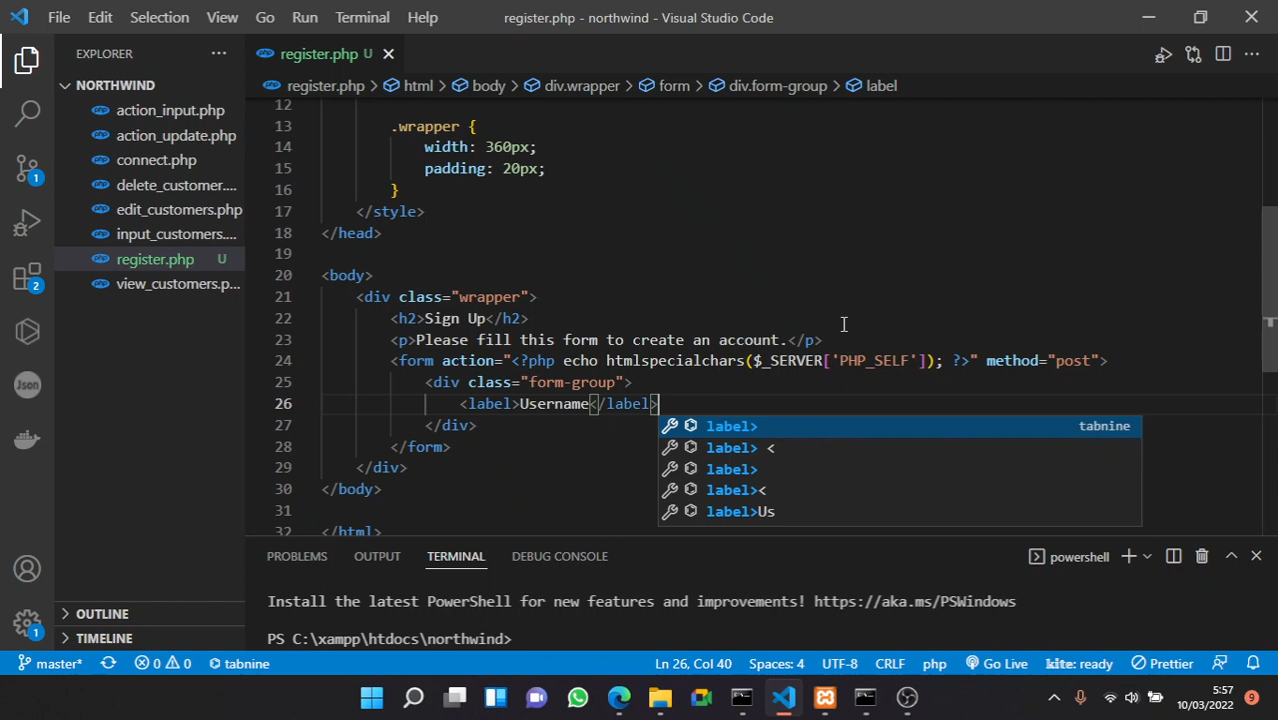 File Edit Selection View Go Run Terminal Help register.php - northwind - Visual Studio Code
EXPLORER
register.php U
NORTHWIND
register.php > html > body > div.wrapper > form > div.form-group > label
action_input.php
action_update.php
connect.php
delete_customer....
edit_customers.php
input_customers....
register.php U
view_customers.p...
OUTLINE
TIMELINE
1
2
Json
1
12
13 .wrapper {
14 width: 360px;
15 padding: 20px;
16 }
17 </style>
18 </head>
19
20 <body>
21 <div class="wrapper">
22 <h2>Sign Up</h2>
23 <p>Please fill this form to create an account.</p>
24 <form action="<?php echo htmlspecialchars($_SERVER['PHP_SELF']); ?>" method="post">
25 <div class="form-group">
26 <label>Username</label>
27 </div>
28 </form>
29 </div>
30 </body>
31
32 </html>
label> tabnine
label> <
label>
label><
label>Us
PROBLEMS OUTPUT TERMINAL DEBUG CONSOLE powershell
Install the latest PowerShell for new features and improvements! https://aka.ms/PSWindows
PS C:\xampp\htdocs\northwind>
master* 0 0 tabnine Ln 26, Col 40 Spaces: 4 UTF-8 CRLF php Go Live kite: ready Prettier
5:57
10/03/2022
9